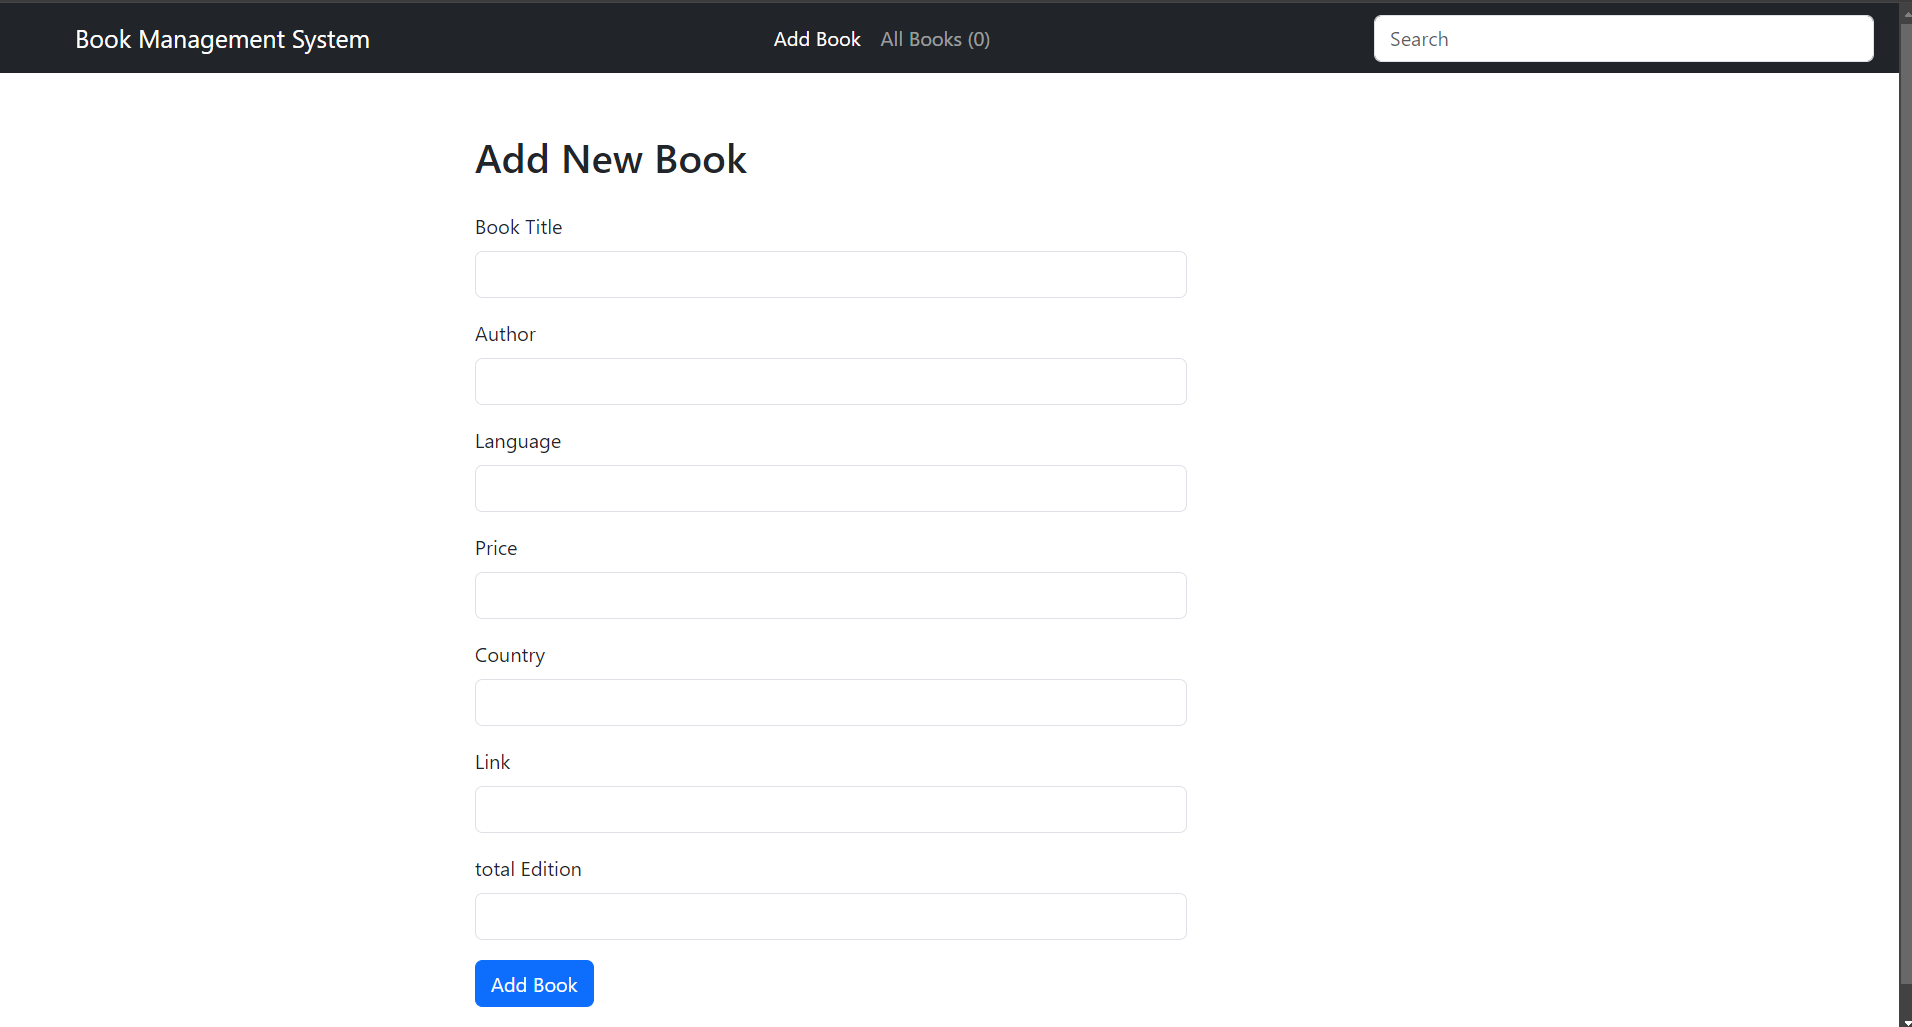 Book Management System
Add Book
All Books (0)
Search
Add New Book
Book Title
Author
Language
Price
Country
Link
total Edition
Add Book